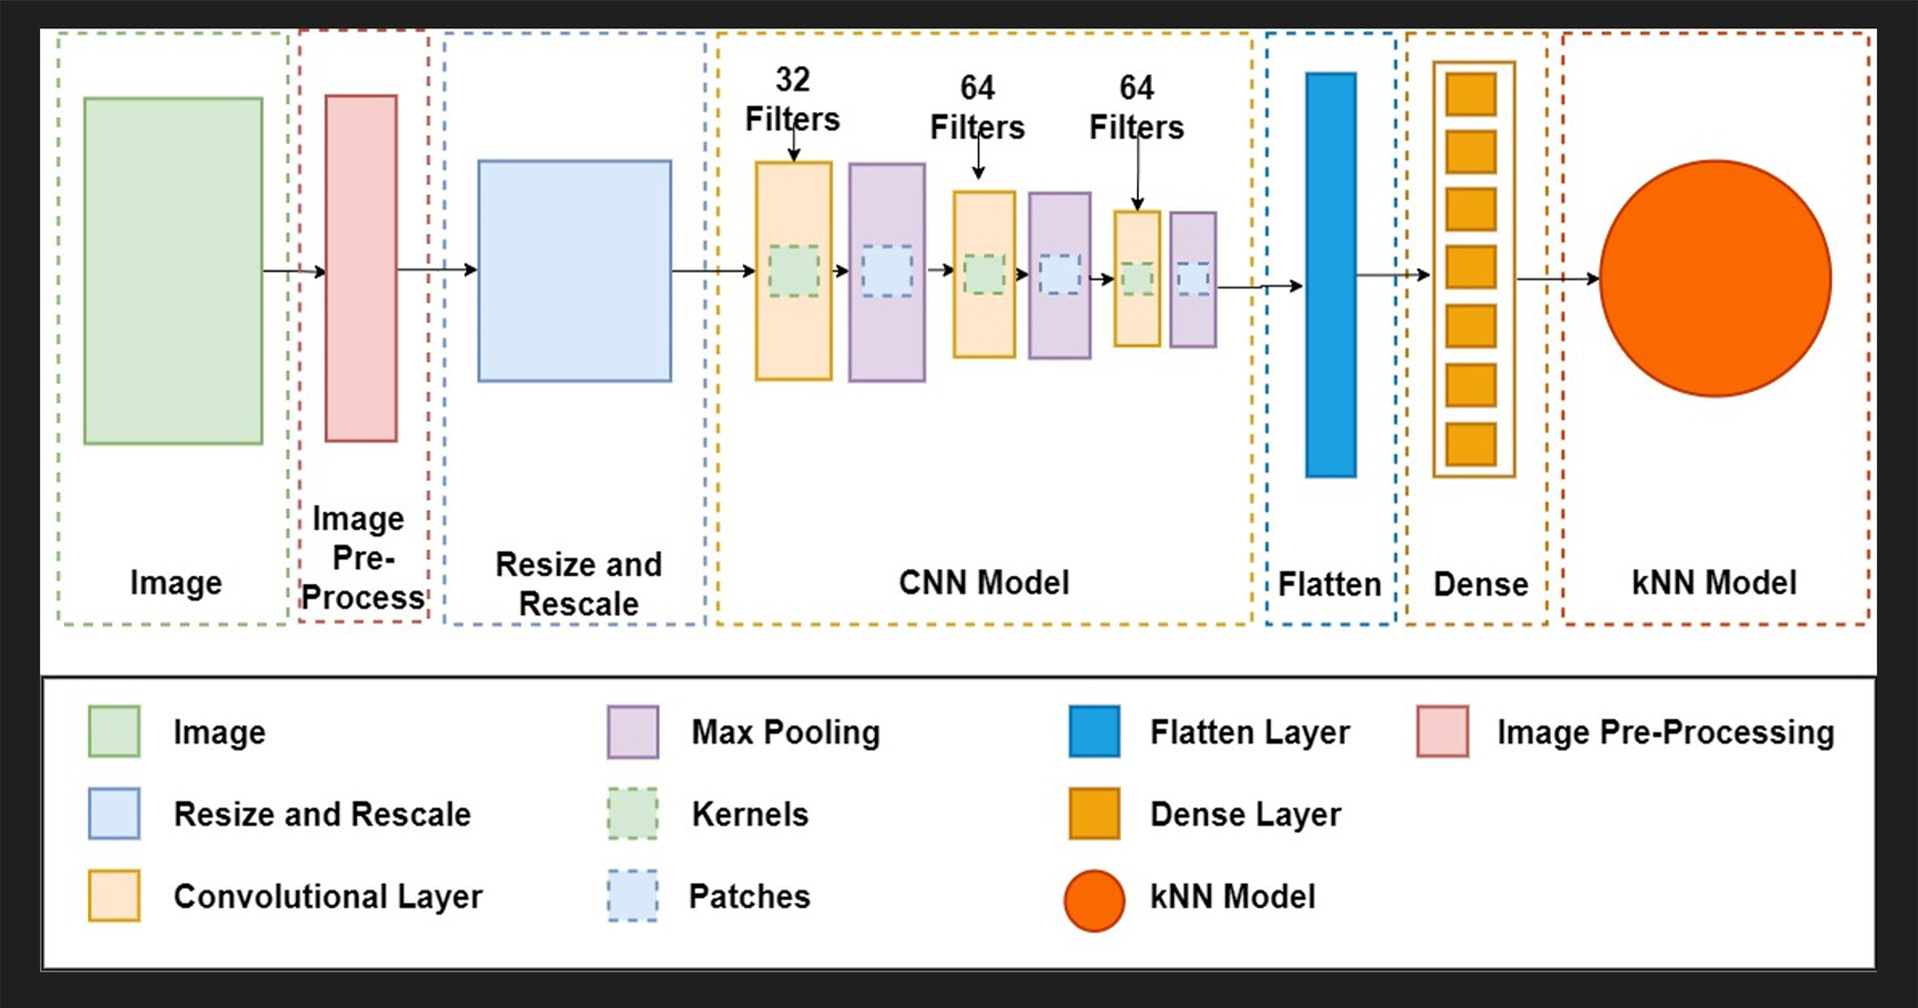 32
Filters
64
Filters
64
Filters
Image
Image
Pre-
Process
Resize and
Rescale
CNN Model
Flatten
Dense
kNN Model
Image
Max Pooling
Flatten Layer
Image Pre-Processing
Resize and Rescale
Kernels
Dense Layer
Convolutional Layer
Patches
kNN Model